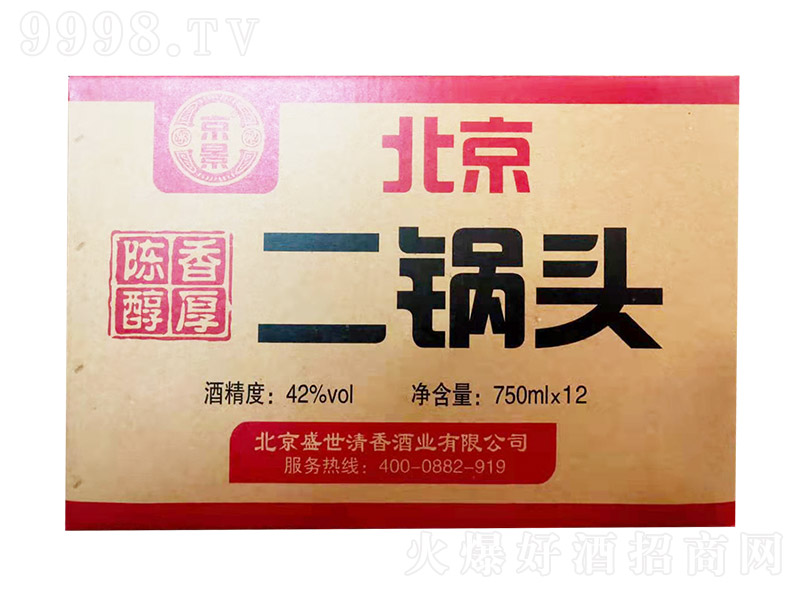 9998.TV
京景
北京
陈香
醇厚
二锅头
酒精度：42%vol 净含量：750ml×12
北京盛世清香酒业有限公司
服务热线：400-0882-919
火爆好酒招商网